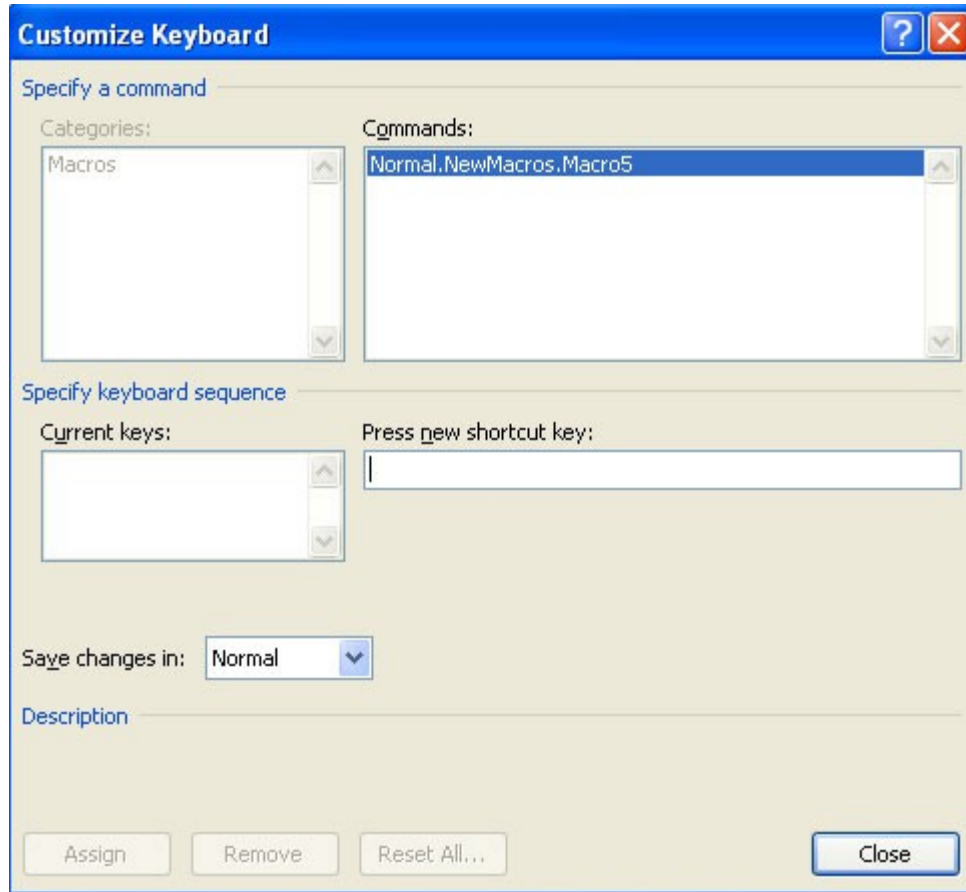 Customize Keyboard
Specify a command
Categories:
Commands:
Macros
Normal.NewMacros.Macro5
Specify keyboard sequence
Current keys:
Press new shortcut key:
Save changes in:
Normal
Description
Assign
Remove
Reset All...
Close